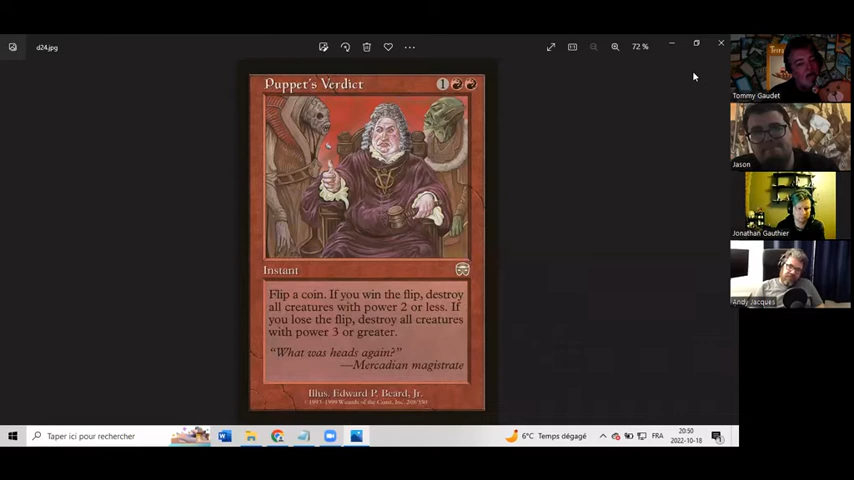 d24.jpg
72 %
Puppet's Verdict
1
Instant
Flip a coin. If you win the flip, destroy
all creatures with power 2 or less. If
you lose the flip, destroy all creatures
with power 3 or greater.
"What was heads again?"
—Mercadian magistrate
Illus. Edward P. Beard, Jr.
Tommy Gaudet
Jason
Jonathan Gauthier
Andy Jacques
Taper ici pour rechercher
6°C Temps dégagé
FRA
20:50
2022-10-18